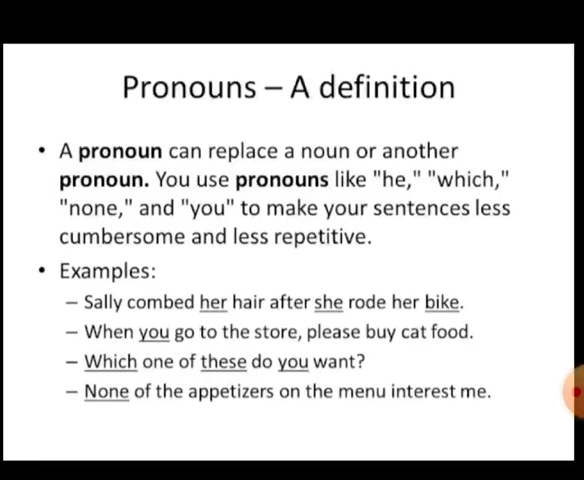 Pronouns – A definition
• A pronoun can replace a noun or another
pronoun. You use pronouns like "he," "which,"
"none," and "you" to make your sentences less
cumbersome and less repetitive.
• Examples:
– Sally combed her hair after she rode her bike.
– When you go to the store, please buy cat food.
– Which one of these do you want?
– None of the appetizers on the menu interest me.